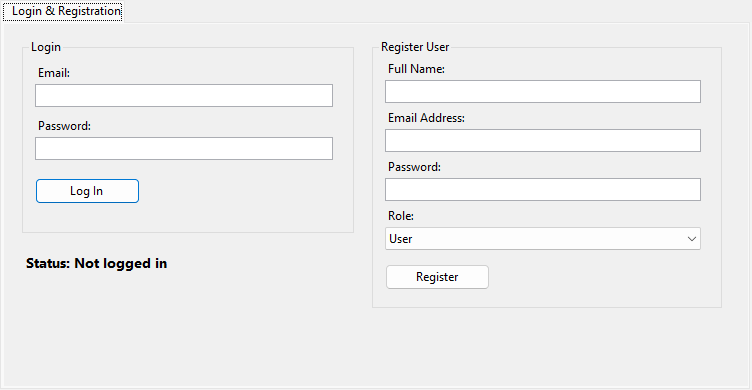 Login & Registration
Login
Email:
Password:
Log In
Status: Not logged in
Register User
Full Name:
Email Address:
Password:
Role:
User
Register